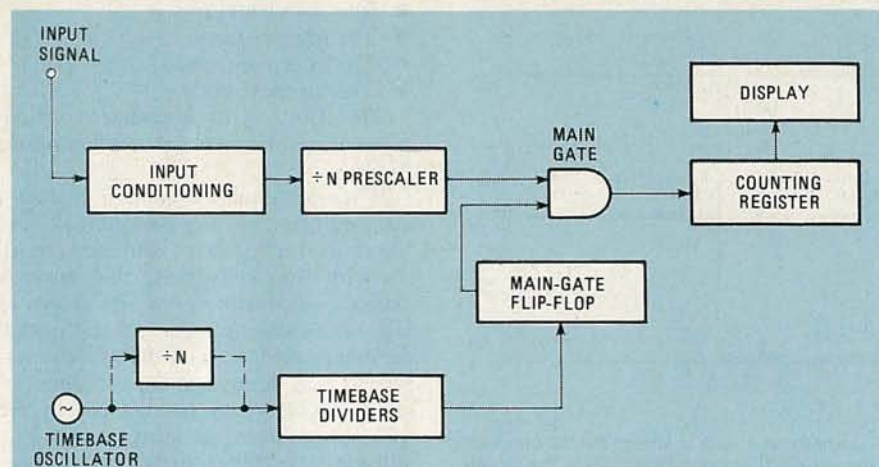 INPUT
SIGNAL
INPUT
CONDITIONING
÷N PRESCALER
MAIN
GATE
DISPLAY
COUNTING
REGISTER
MAIN-GATE
FLIP-FLOP
÷N
~
TIMEBASE
OSCILLATOR
TIMEBASE
DIVIDERS